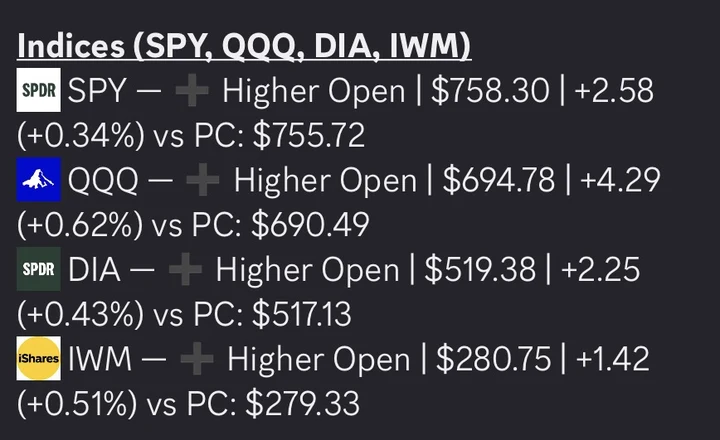 Indices (SPY, QQQ, DIA, IWM)
SPDR SPY — ➕ Higher Open | $758.30 | +2.58
(+0.34%) vs PC: $755.72
QQQ — ➕ Higher Open | $694.78 | +4.29
(+0.62%) vs PC: $690.49
SPDR DIA — ➕ Higher Open | $519.38 | +2.25
(+0.43%) vs PC: $517.13
iShares IWM — ➕ Higher Open | $280.75 | +1.42
(+0.51%) vs PC: $279.33